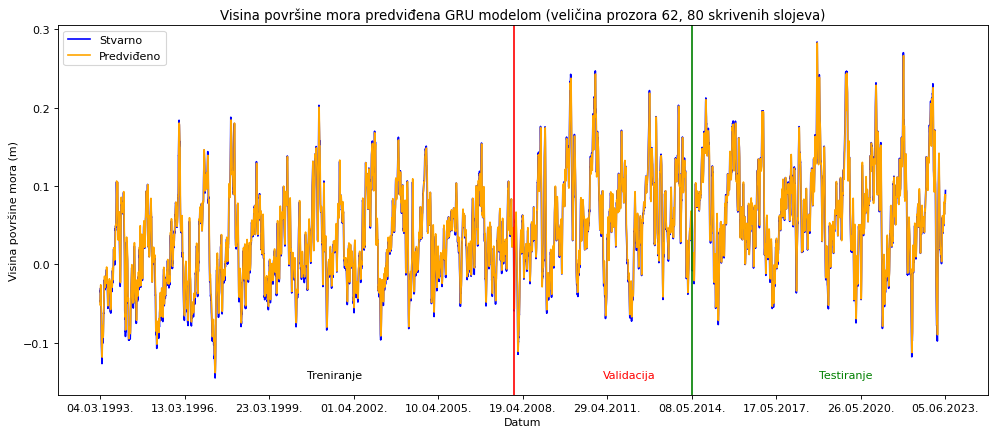 Visina površine mora predviđena GRU modelom (veličina prozora 62, 80 skrivenih slojeva)
Stvarno
Predviđeno
Visina površine mora (m)
0.3
0.2
0.1
0.0
−0.1
Treniranje
Validacija
Testiranje
04.03.1993.
13.03.1996.
23.03.1999.
01.04.2002.
10.04.2005.
19.04.2008.
29.04.2011.
08.05.2014.
17.05.2017.
26.05.2020.
05.06.2023.
Datum